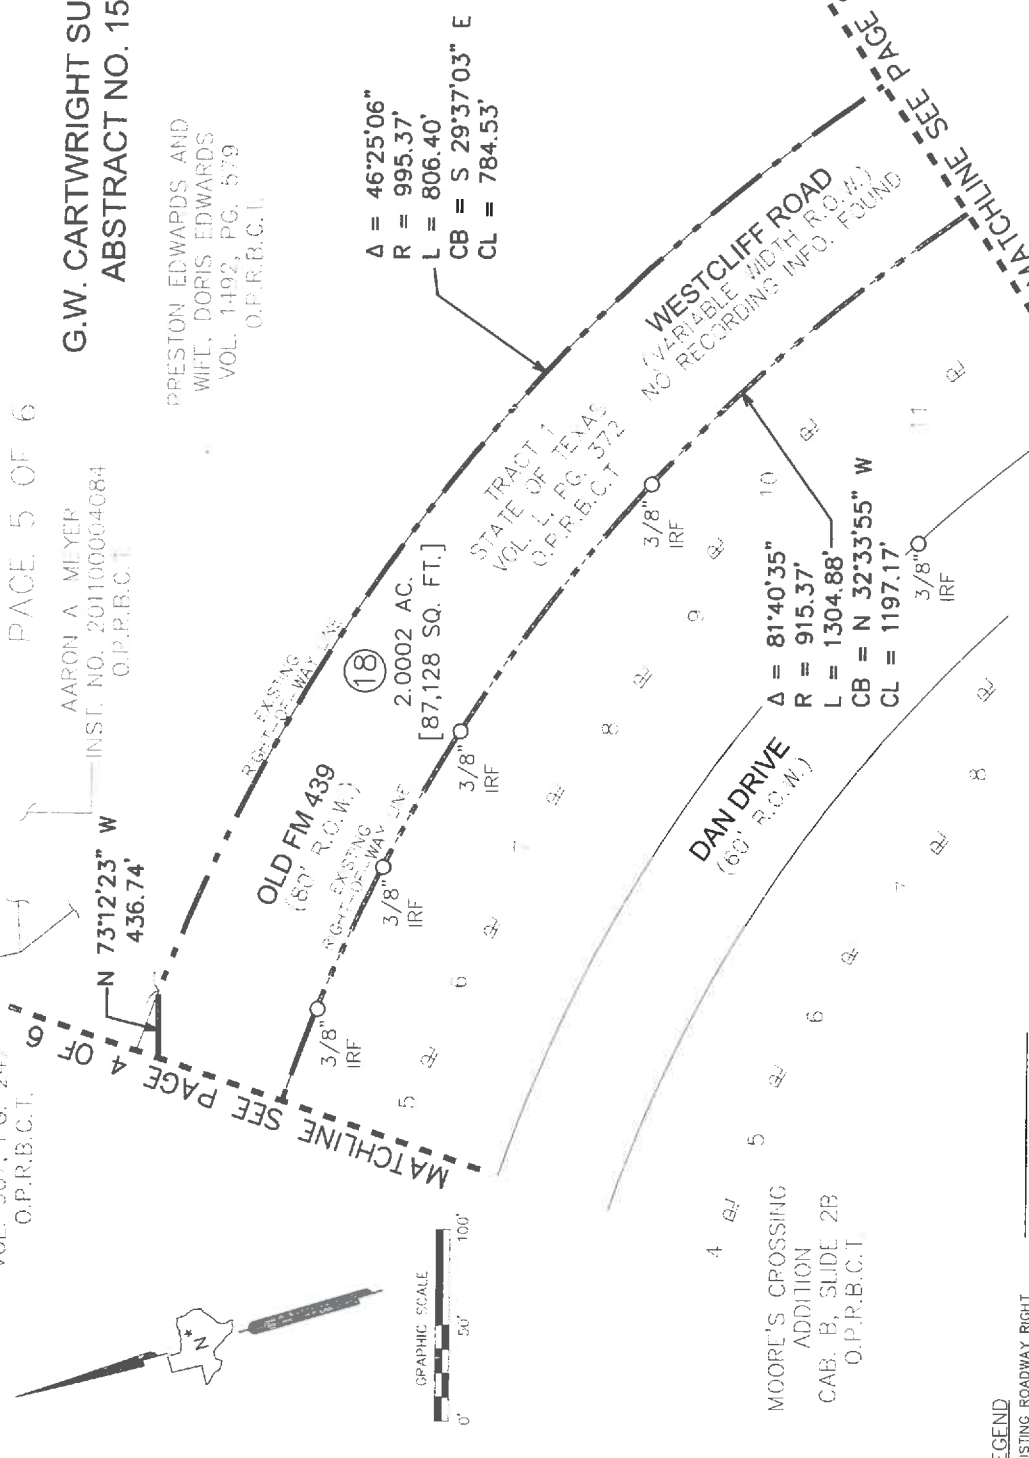 PAGE 5 OF 6
G.W. CARTWRIGHT SU
ABSTRACT NO. 15
AARON A MEYER
INST. NO. 201100004084
O.P.R.B.C.T.
PRESTON EDWARDS AND
WIFE, DORIS EDWARDS
VOL. 1492, PG. 579
O.P.R.B.C.T.
O.P.R.B.C.T.
N 73°12'23" W
436.74'
Δ = 46°25'06"
R = 995.37'
L = 806.40'
CB = S 29°37'03" E
CL = 784.53'
MATCHLINE SEE PAGE 4 OF 6
EXISTING
RIGHT-OF-WAY LINE
OLD FM 439
(80' R.O.W.)
18
2.0002 AC.
[87,128 SQ. FT.]
TRACT 1
STATE OF TEXAS
VOL. L, PG. 372
O.P.R.B.C.T
WESTCLIFF ROAD
(VARIABLE WIDTH R.O.W.)
NO RECORDING INFO. FOUND
MATCHLINE SEE PAGE
SEE PAGE
MATCHLINE
EXISTING
RIGHT-OF-WAY LINE
3/8"
IRF
3/8"
IRF
3/8"
IRF
3/8"
IRF
3/8"
IRF
5
6
7
8
9
10
11
Δ = 81°40'35"
R = 915.37'
L = 1304.88'
CB = N 32°33'55" W
CL = 1197.17'
DAN DRIVE
(60' R.O.W.)
4
5
6
7
8
MOORE'S CROSSING
ADDITION
CAB. B, SLIDE 2B
O.P.R.B.C.T.
N
GRAPHIC SCALE
0'
50'
100'
EGEND
ISTING ROADWAY RIGHT